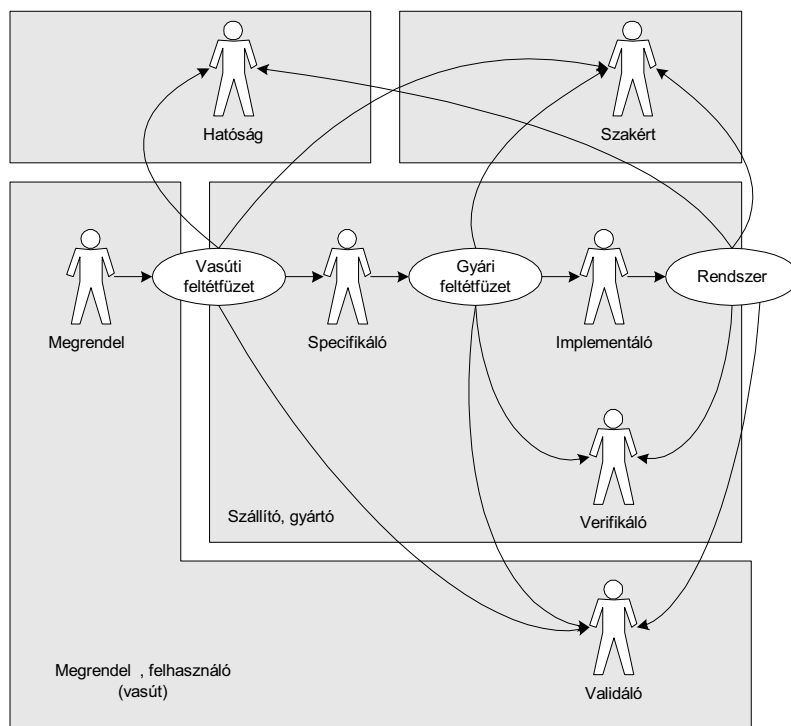 Hatóság
Szakért
Vasúti
feltétfüzet
Gyári
feltétfüzet
Rendszer
Megrendel
Specifikáló
Implementáló
Szállító, gyártó
Verifikáló
Megrendel , felhasználó
(vasút)
Validáló